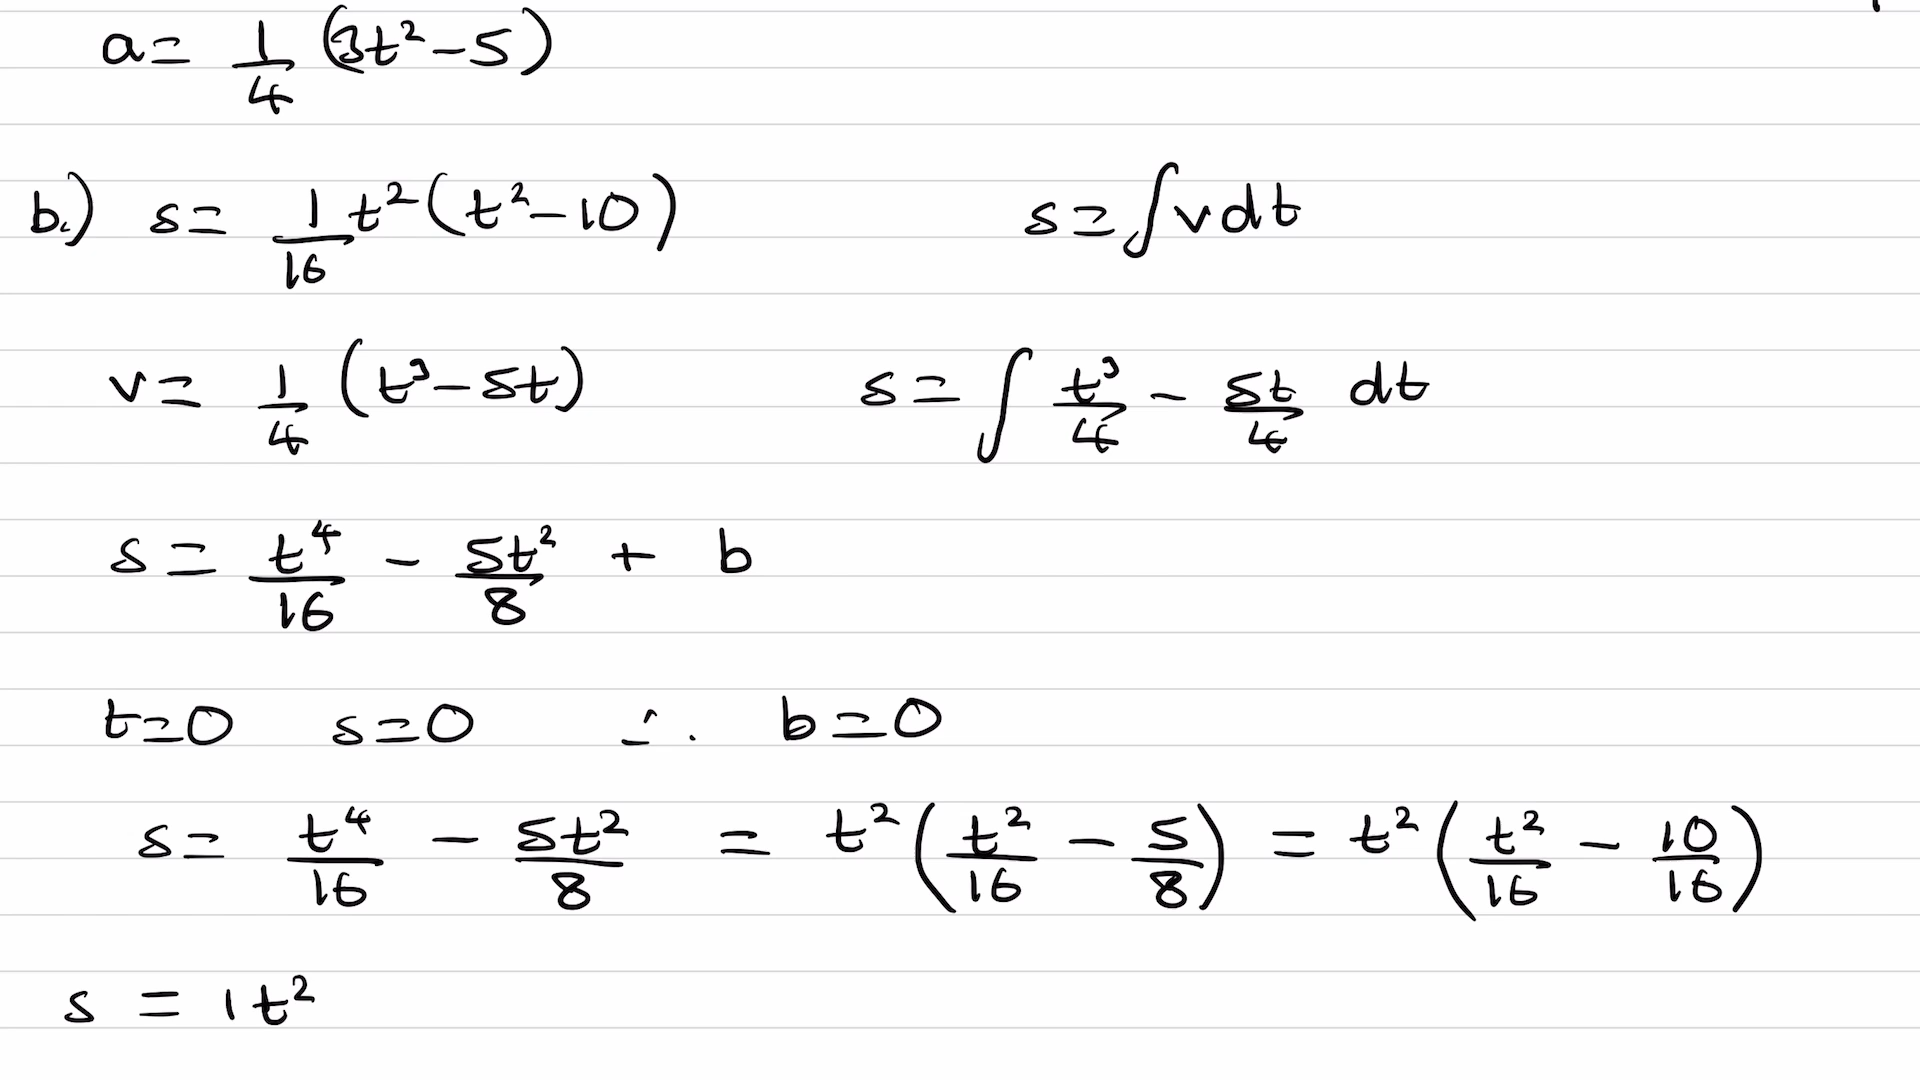 a = 1/4 (3t² - 5)
b.) s = 1/16 t² (t² - 10) s = ∫ v dt
v = 1/4 (t³ - 5t) s = ∫ t³/4 - 5t/4 dt
s = t⁴/16 - 5t²/8 + b
t = 0 s = 0 ∴ b = 0
s = t⁴/16 - 5t²/8 = t² (t²/16 - 5/8) = t² (t²/16 - 10/16)
s = 1t²